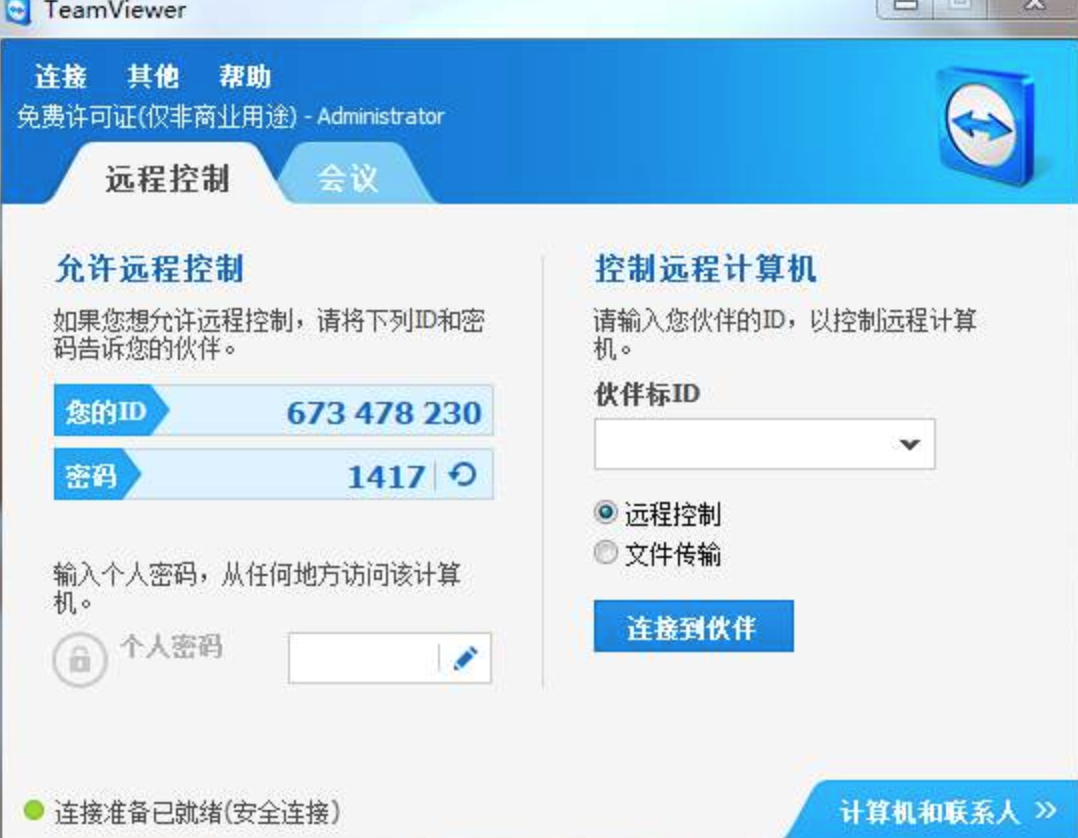 TeamViewer
连接 其他 帮助
免费许可证(仅非商业用途) - Administrator
远程控制 会议
允许远程控制
如果您想允许远程控制，请将下列ID和密
码告诉您的伙伴。
您的ID 673 478 230
密码 1417
输入个人密码，从任何地方访问该计算
机。
个人密码
控制远程计算机
请输入您伙伴的ID，以控制远程计算
机。
伙伴标ID
远程控制
文件传输
连接到伙伴
连接准备已就绪(安全连接)
计算机和联系人 »